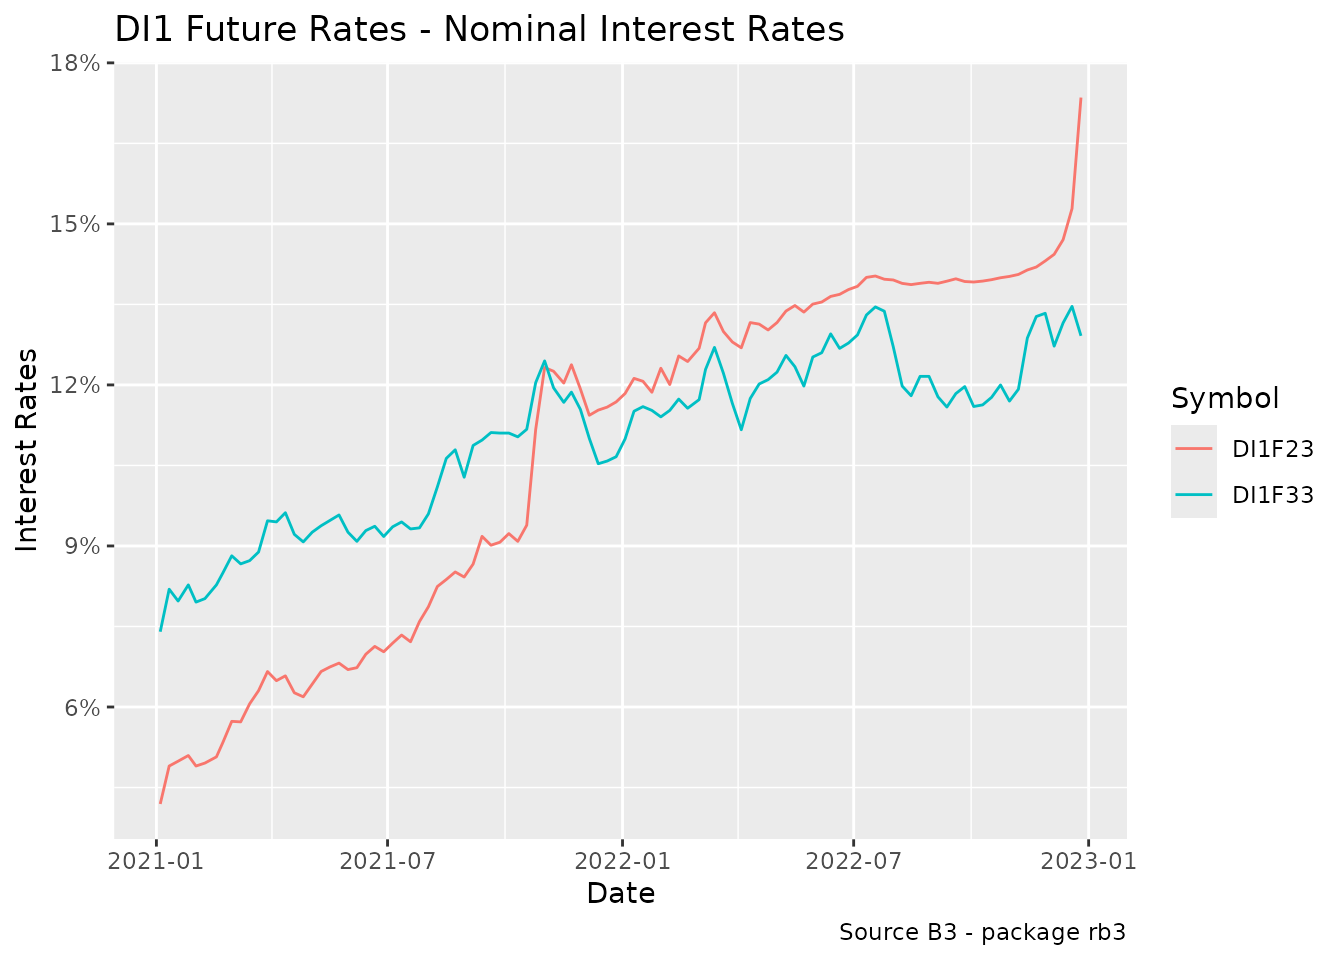 DI1 Future Rates - Nominal Interest Rates
18%
15%
12%
9%
6%
Interest Rates
2021-01
2021-07
2022-01
2022-07
2023-01
Date
Symbol
DI1F23
DI1F33
Source B3 - package rb3